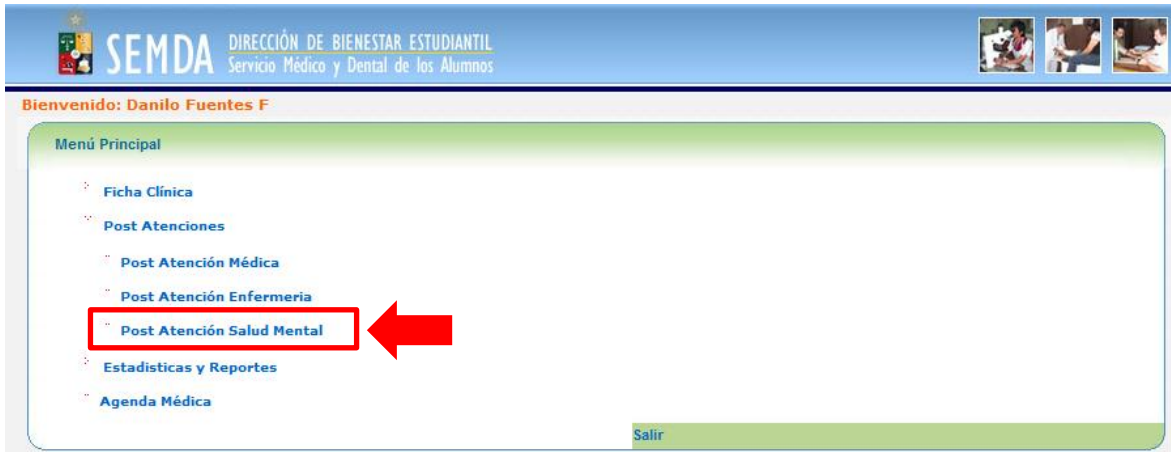 SEMDA
DIRECCIÓN DE BIENESTAR ESTUDIANTIL
Servicio Médico y Dental de los Alumnos
Bienvenido: Danilo Fuentes F
Menú Principal
Ficha Clínica
Post Atenciones
Post Atención Médica
Post Atención Enfermeria
Post Atención Salud Mental
Estadisticas y Reportes
Agenda Médica
Salir